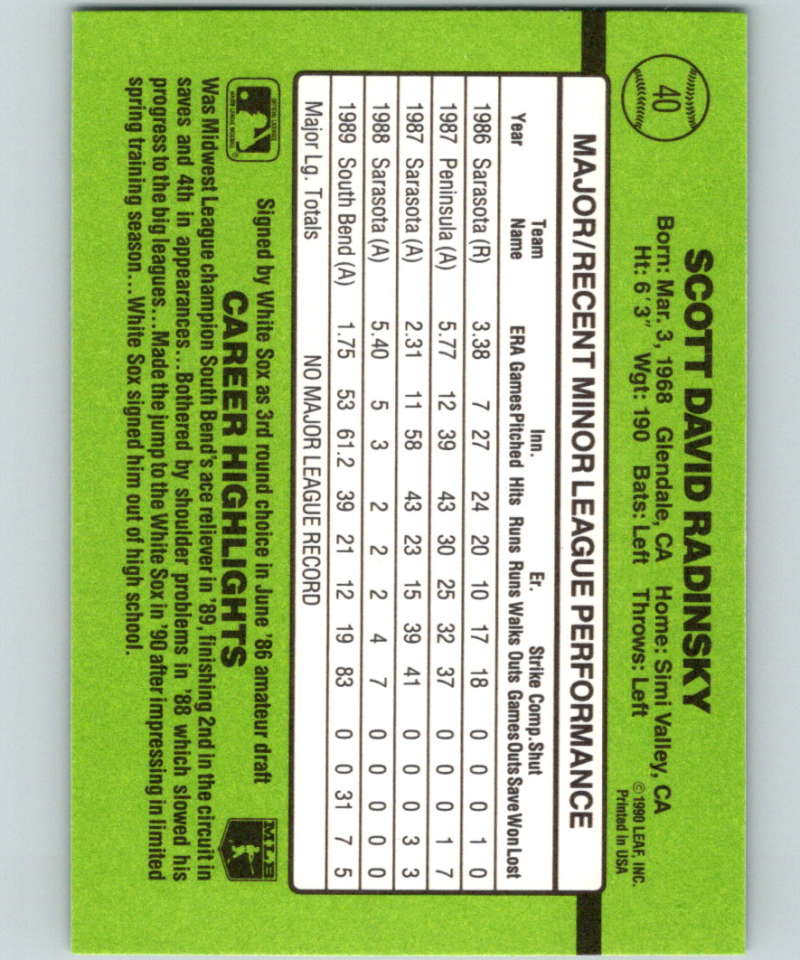 40
SCOTT DAVID RADINSKY
Born: Mar. 3, 1968 Glendale, CA Home: Simi Valley, CA
Ht: 6'3" Wgt: 190 Bats: Left Throws: Left
© 1990 LEAF, INC.
Printed in USA
MAJOR/RECENT MINOR LEAGUE PERFORMANCE
Team Inn. Er. Strike Comp. Shut
Year Name ERA Games Pitched Hits Runs Runs Walks Outs Games Outs Save Won Lost
1986 Sarasota (R) 3.38 7 27 24 20 10 17 18 0 0 0 1 0
1987 Peninsula (A) 5.77 12 39 43 30 25 32 37 0 0 0 1 7
1987 Sarasota (A) 2.31 11 58 43 23 15 39 41 0 0 0 3 3
1988 Sarasota (A) 5.40 5 3 2 2 2 4 7 0 0 0 0 0
1989 South Bend (A) 1.75 53 61.2 39 21 12 19 83 0 0 31 7 5
Major Lg. Totals NO MAJOR LEAGUE RECORD
Signed by White Sox as 3rd round choice in June '86 amateur draft
CAREER HIGHLIGHTS
MLB
Was Midwest League champion South Bend's ace reliever in '89, finishing 2nd in the circuit in
saves and 4th in appearances...Bothered by shoulder problems in '88 which slowed his
progress to the big leagues...Made the jump to the White Sox in '90 after impressing in limited
spring training season...White Sox signed him out of high school.